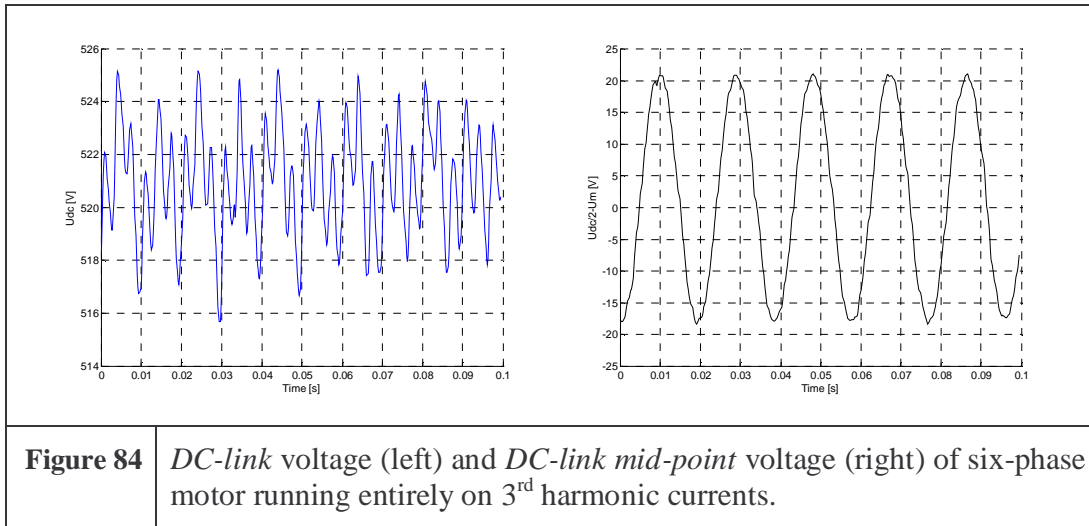 526
524
522
520
518
516
514
Udc [V]
0 0.01 0.02 0.03 0.04 0.05 0.06 0.07 0.08 0.09 0.1
Time [s]
25
20
15
10
5
0
-5
-10
-15
-20
-25
Udc/2-Um [V]
0 0.01 0.02 0.03 0.04 0.05 0.06 0.07 0.08 0.09 0.1
Time [s]
Figure 84
DC-link voltage (left) and DC-link mid-point voltage (right) of six-phase
motor running entirely on 3rd harmonic currents.